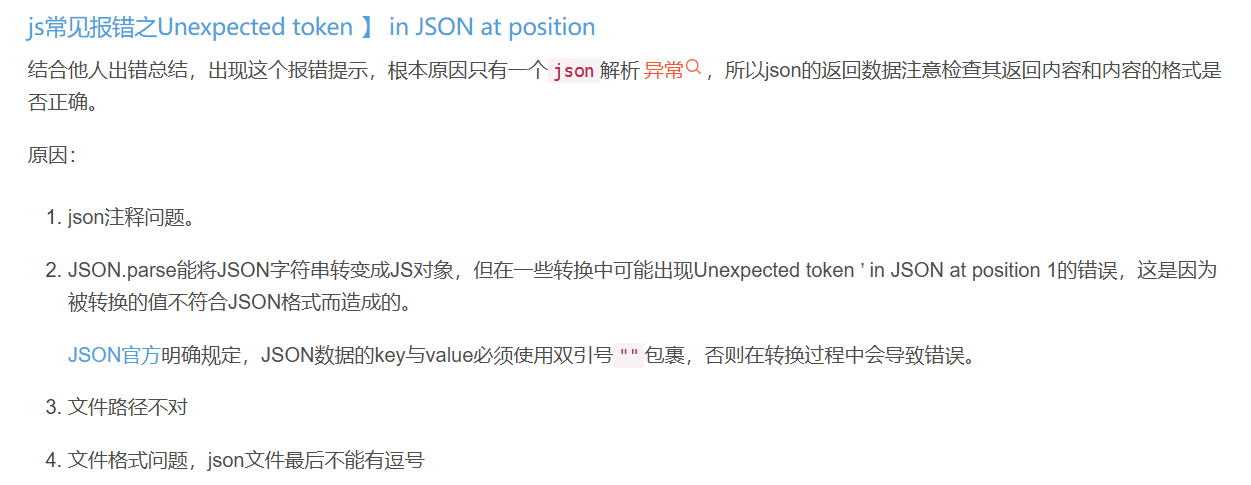 js常见报错之Unexpected token 】 in JSON at position
结合他人出错总结，出现这个报错提示，根本原因只有一个 json 解析 异常 ，所以json的返回数据注意检查其返回内容和内容的格式是
否正确。
原因：
1. json注释问题。
2. JSON.parse能将JSON字符串转变成JS对象，但在一些转换中可能出现Unexpected token ’ in JSON at position 1的错误，这是因为
被转换的值不符合JSON格式而造成的。
JSON官方明确规定，JSON数据的key与value必须使用双引号 "" 包裹，否则在转换过程中会导致错误。
3. 文件路径不对
4. 文件格式问题，json文件最后不能有逗号